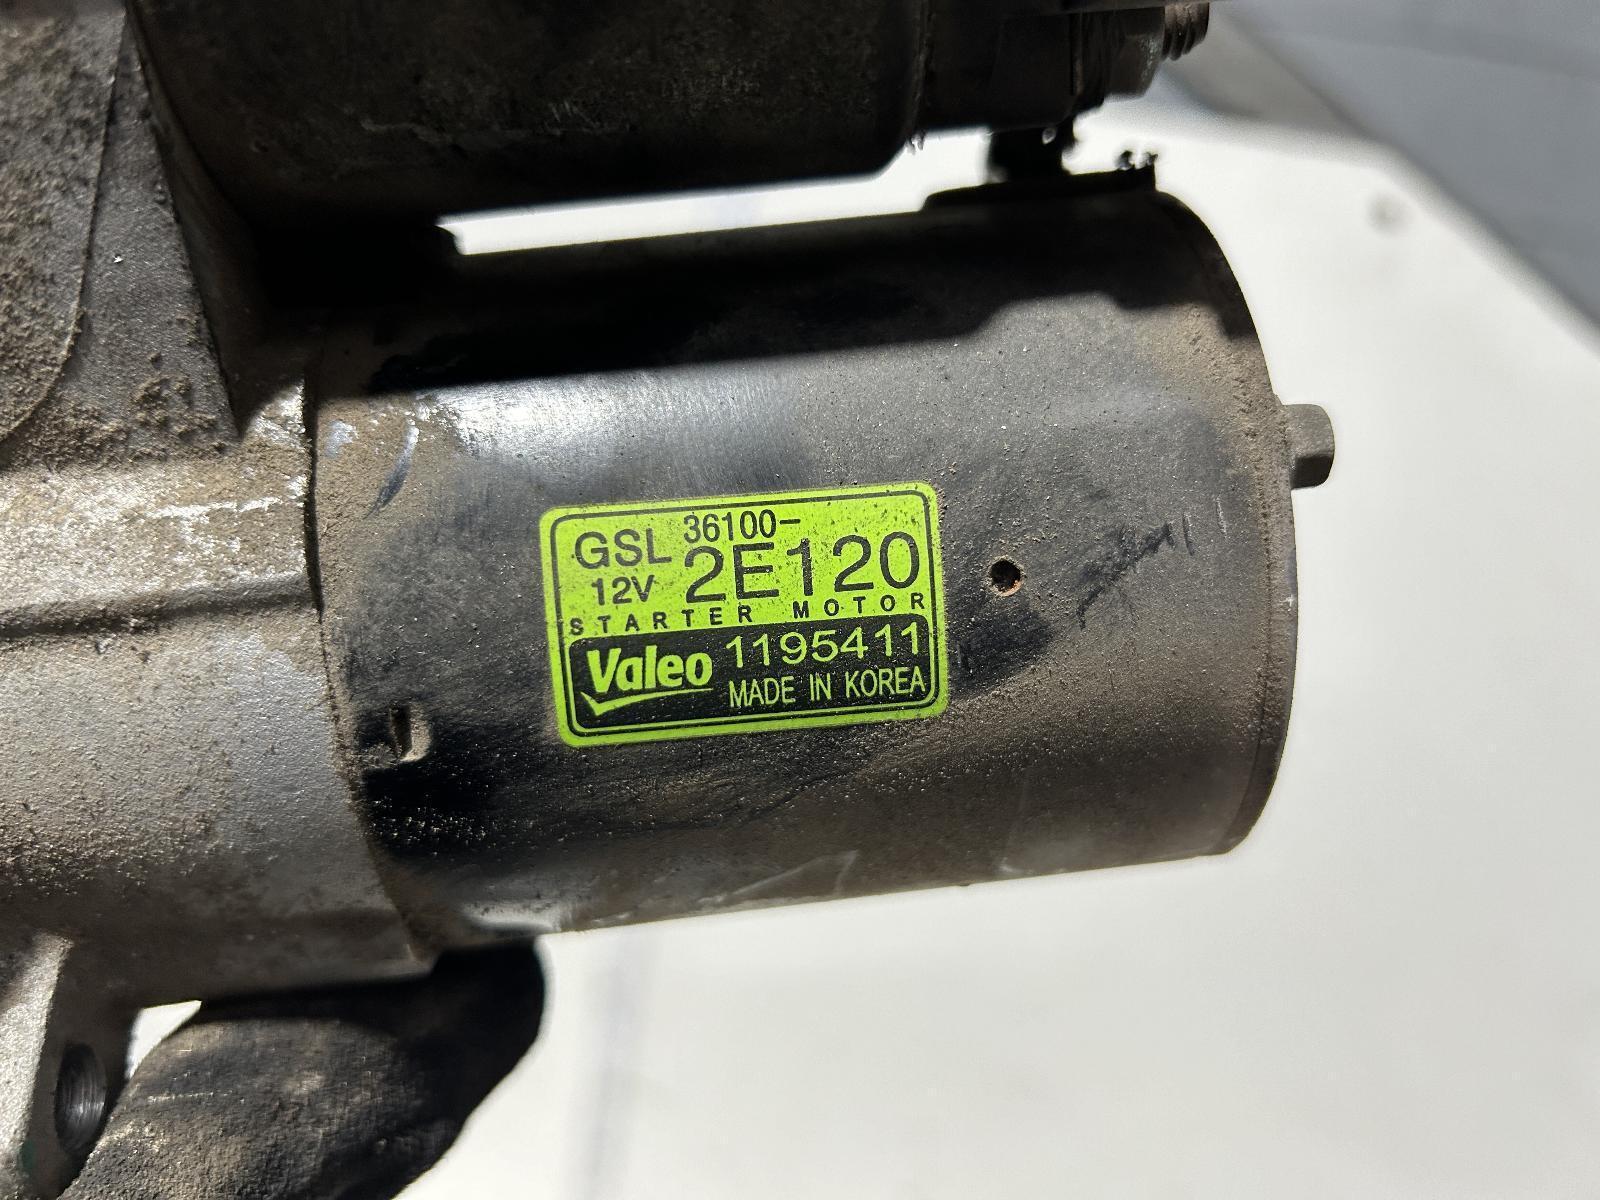 GSL 36100-
12V 2E120
STARTER MOTOR
Valeo 1195411
MADE IN KOREA